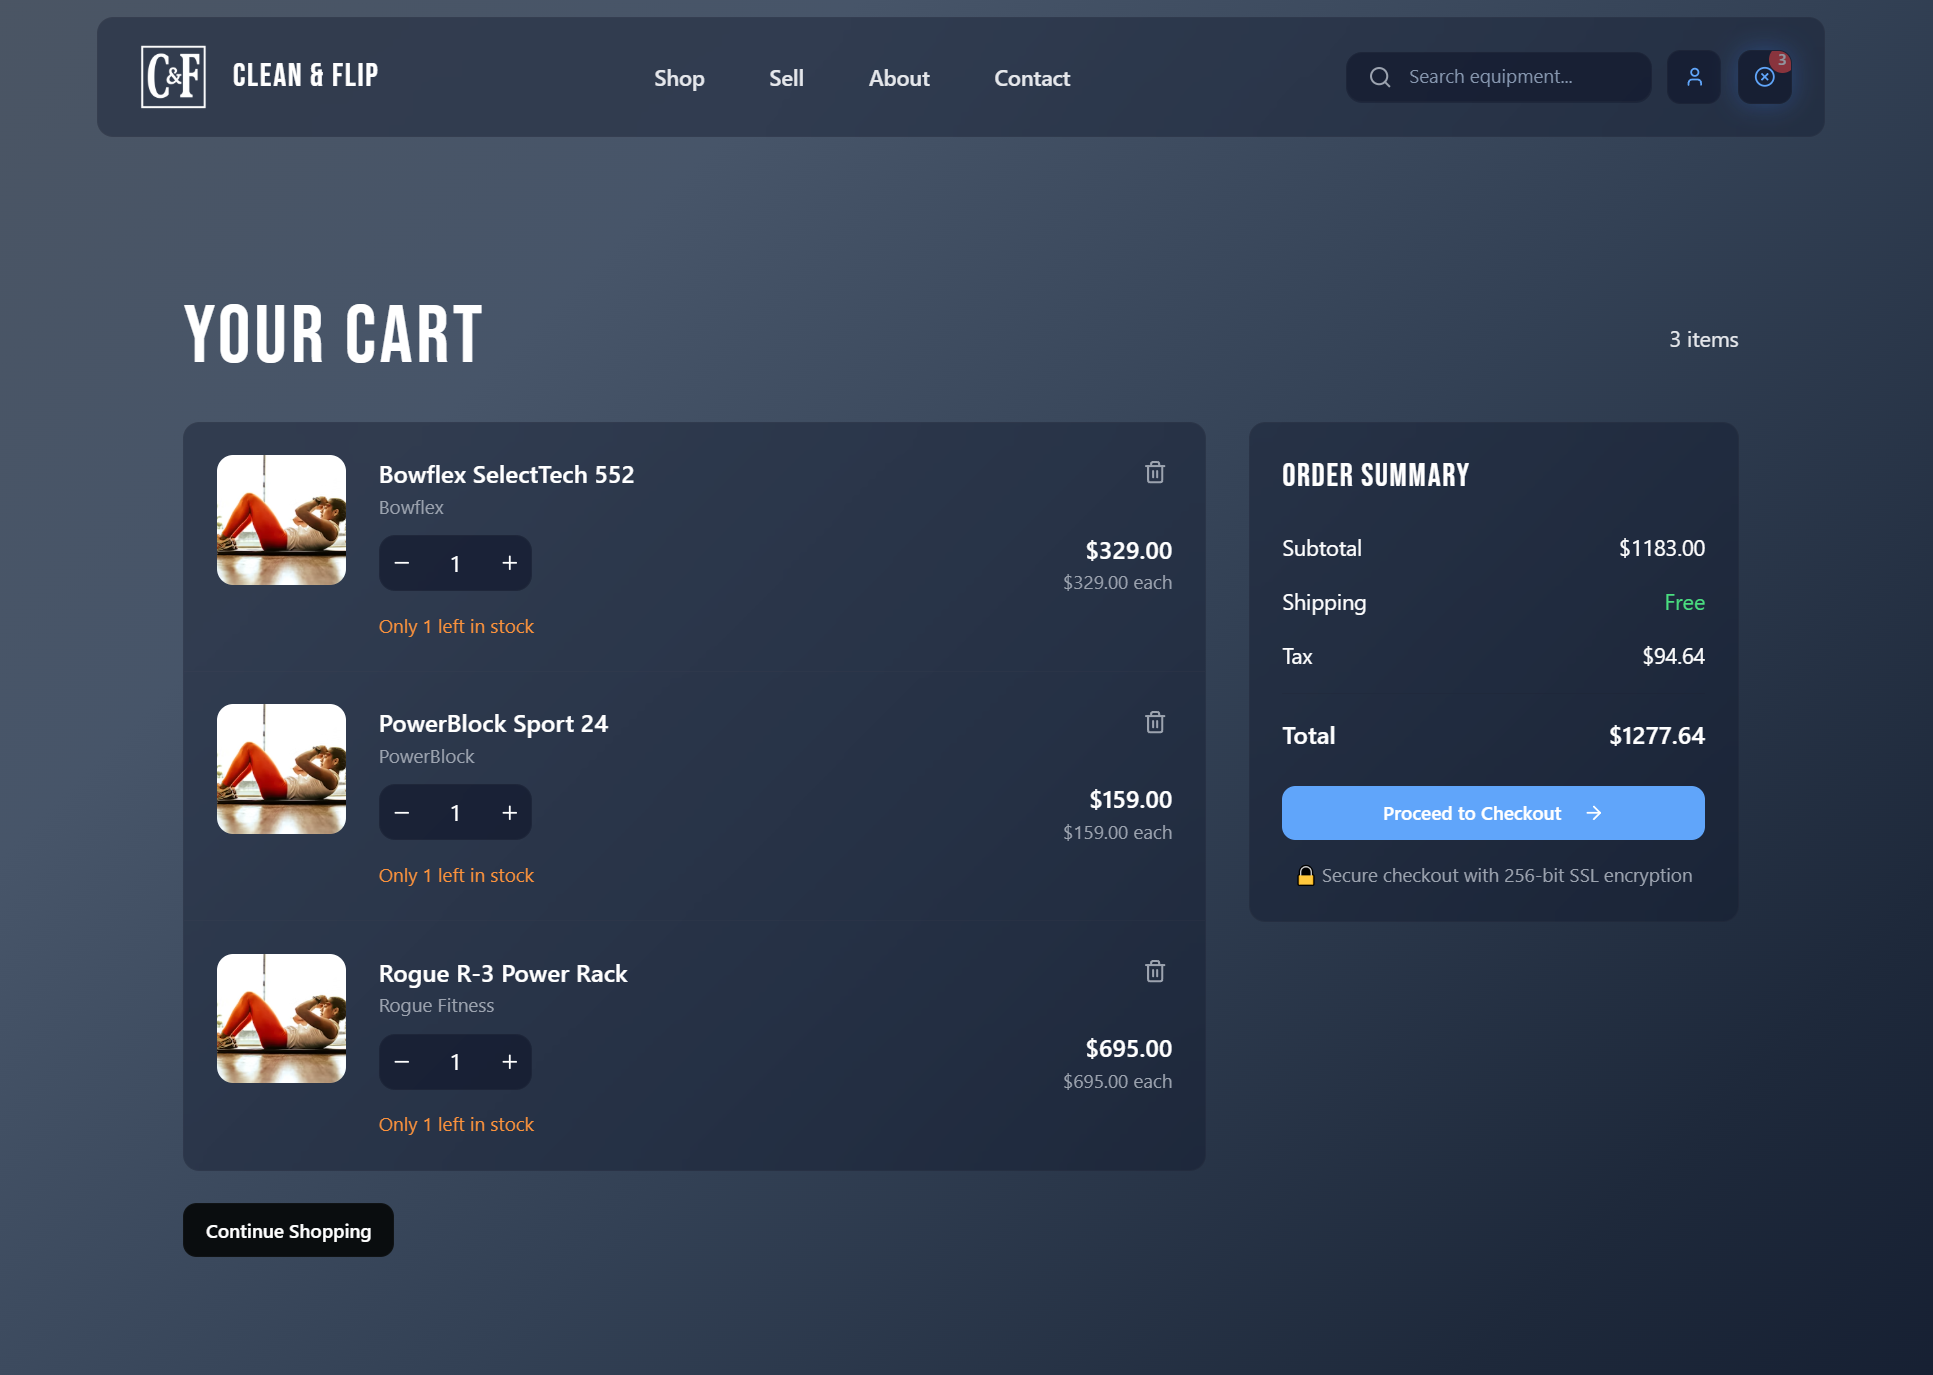 C&F
CLEAN & FLIP
Shop
Sell
About
Contact
Search equipment...
3
YOUR CART
3 items
Bowflex SelectTech 552
Bowflex
1
$329.00
$329.00 each
Only 1 left in stock
PowerBlock Sport 24
PowerBlock
1
$159.00
$159.00 each
Only 1 left in stock
Rogue R-3 Power Rack
Rogue Fitness
1
$695.00
$695.00 each
Only 1 left in stock
Continue Shopping
ORDER SUMMARY
Subtotal $1183.00
Shipping Free
Tax $94.64
Total $1277.64
Proceed to Checkout →
🔒 Secure checkout with 256-bit SSL encryption